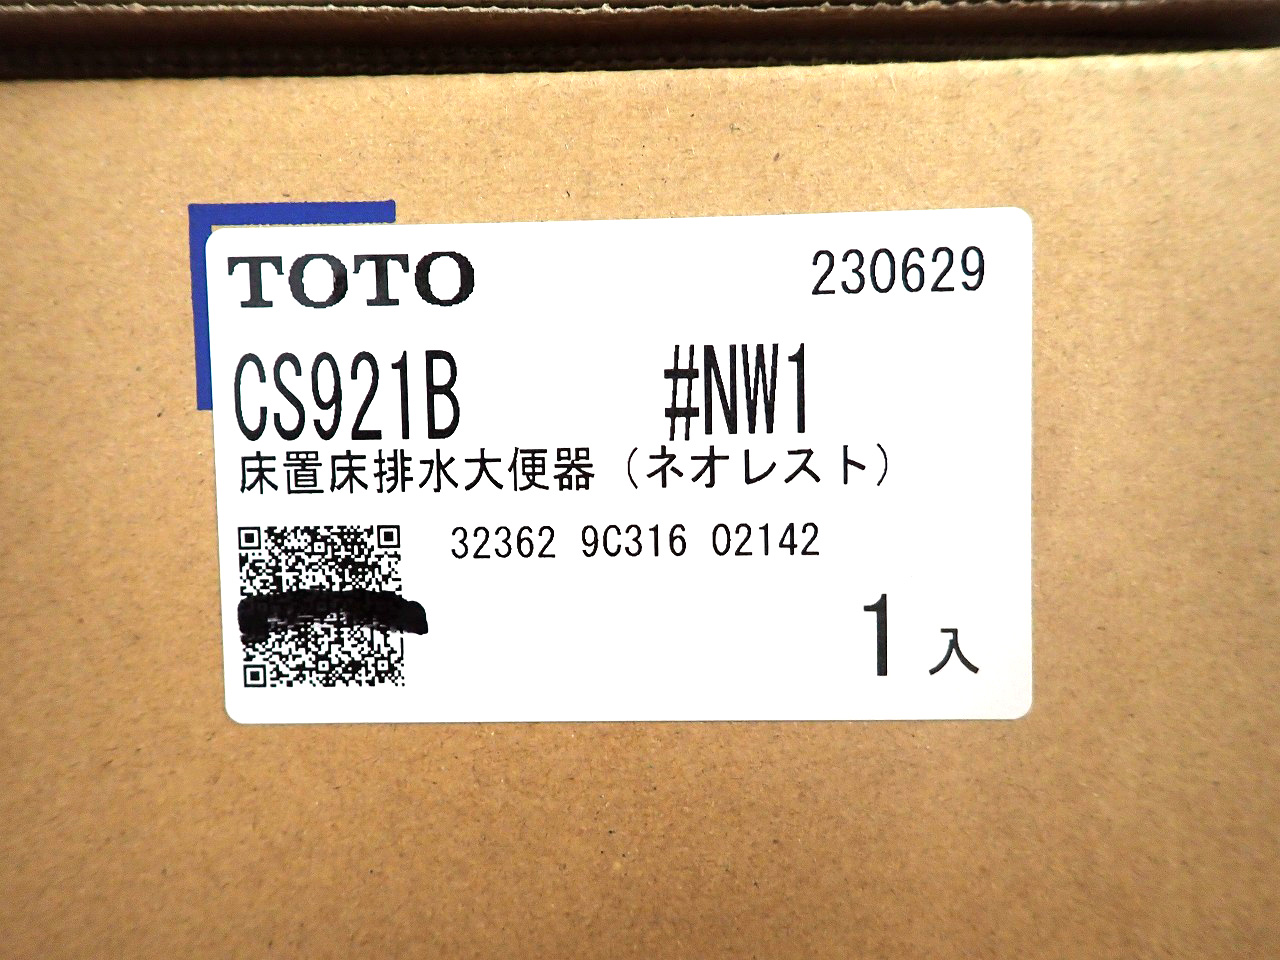 TOTO 230629
CS921B #NW1
床置床排水大便器（ネオレスト）
32362 9C316 02142
1入